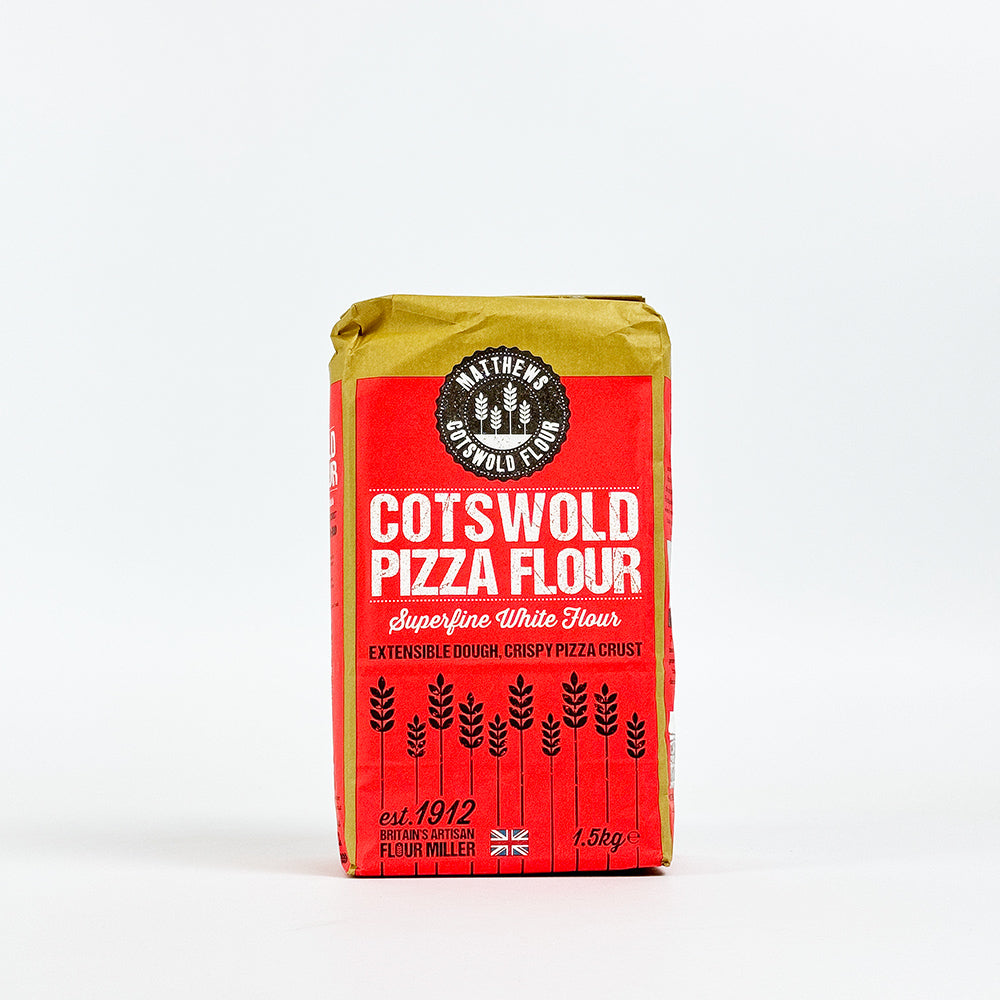 MATTHEWS
COTSWOLD FLOUR
COTSWOLD
PIZZA FLOUR
Superfine White Flour
EXTENSIBLE DOUGH, CRISPY PIZZA CRUST
est.1912
BRITAIN'S ARTISAN
FLOUR MILLER
1.5kg℮